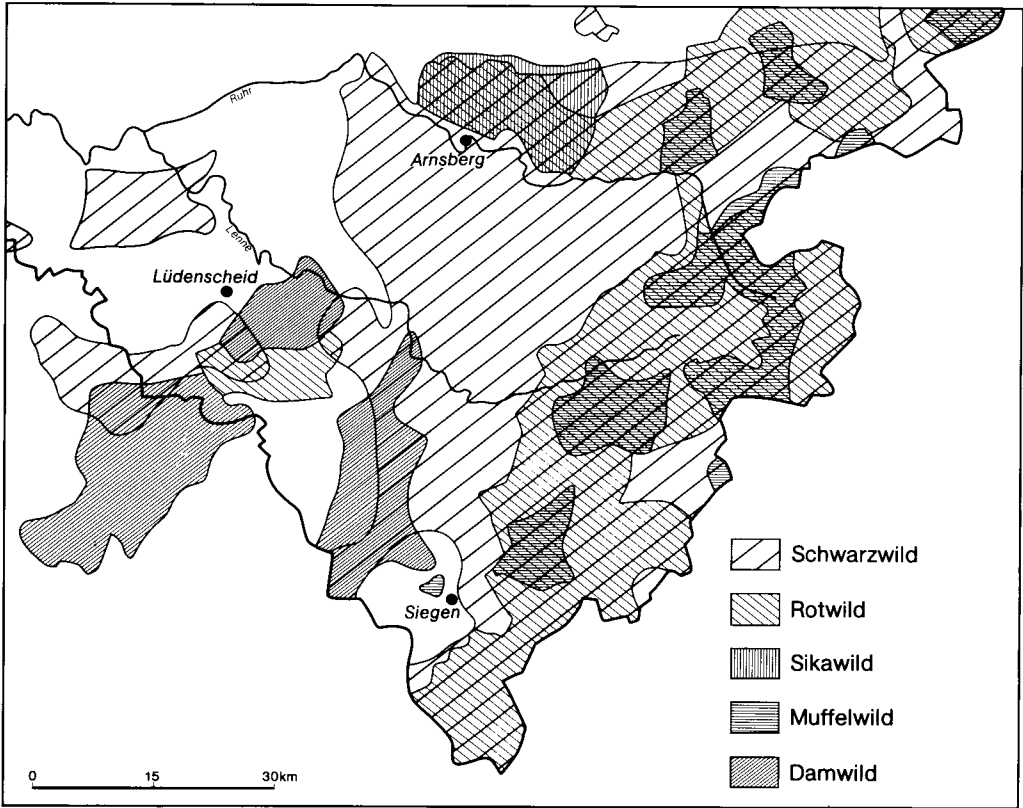 Ruhr
Arnsberg
Lenne
Lüdenscheid
Siegen
Schwarzwild
Rotwild
Sikawild
Muffelwild
Damwild
0 15 30km